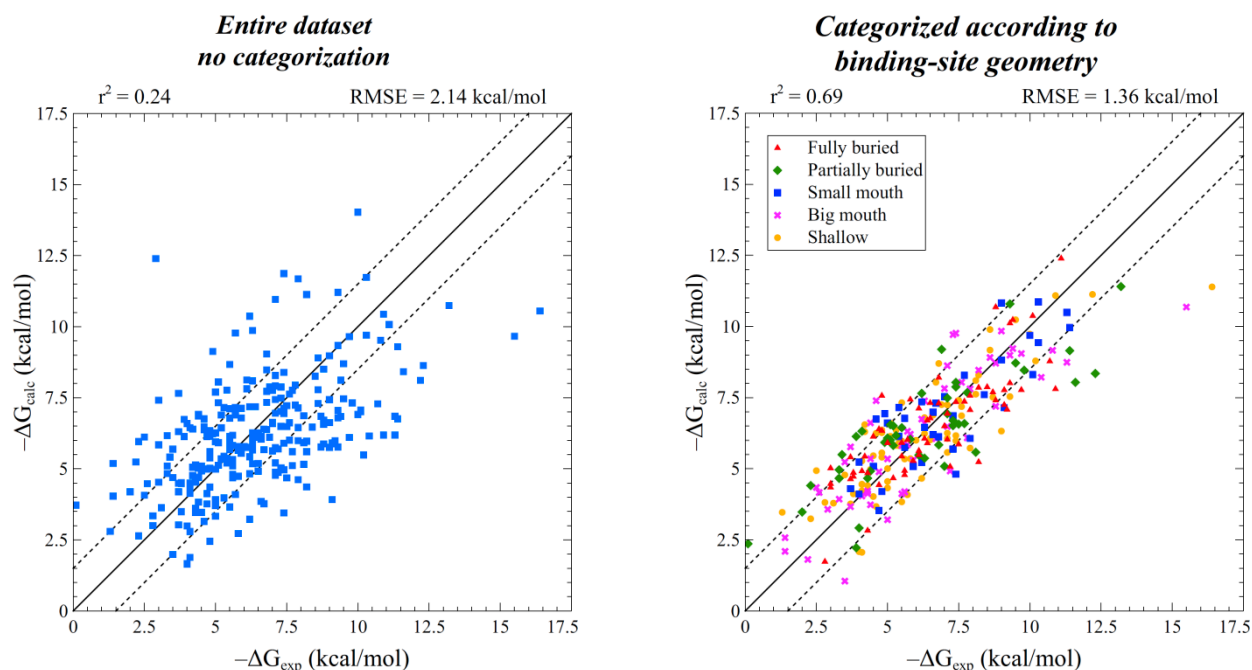 Entire dataset
no categorization
r² = 0.24 RMSE = 2.14 kcal/mol
17.5
15
12.5
10
7.5
5
2.5
0
0 2.5 5 7.5 10 12.5 15 17.5
−ΔG_calc (kcal/mol)
−ΔG_exp (kcal/mol)
Categorized according to
binding-site geometry
r² = 0.69 RMSE = 1.36 kcal/mol
17.5
15
12.5
10
7.5
5
2.5
0
Fully buried
Partially buried
Small mouth
Big mouth
Shallow
0 2.5 5 7.5 10 12.5 15 17.5
−ΔG_calc (kcal/mol)
−ΔG_exp (kcal/mol)